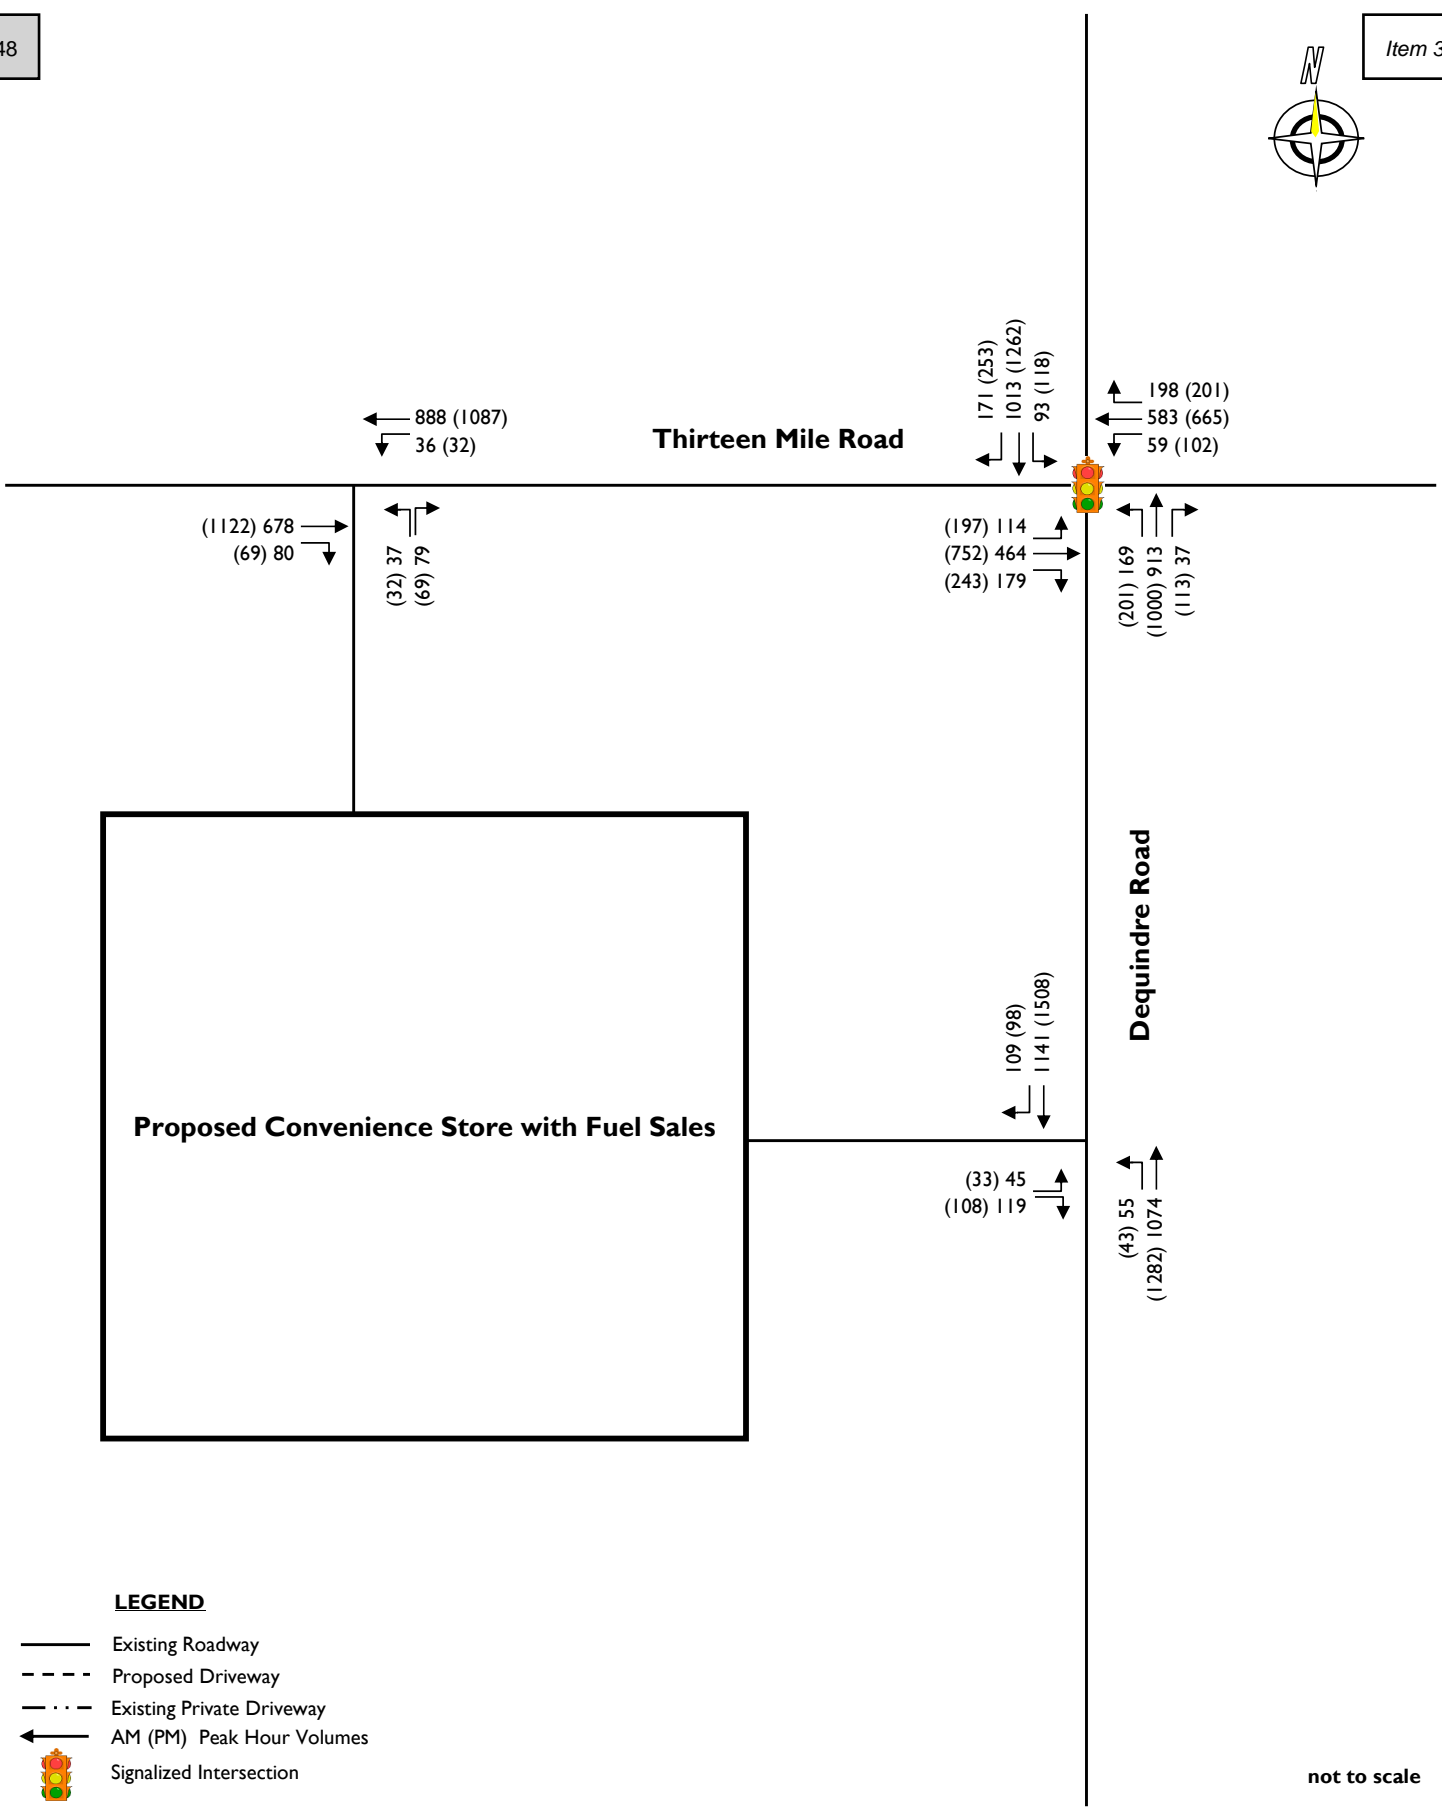 48
Item 3
N
171 (253)
1013 (1262)
93 (118)
198 (201)
583 (665)
59 (102)
888 (1087)
36 (32)
Thirteen Mile Road
(1122) 678
(69) 80
(32) 37
(69) 79
(197) 114
(752) 464
(243) 179
(201) 169
(1000) 913
(113) 37
Dequindre Road
109 (98)
1141 (1508)
Proposed Convenience Store with Fuel Sales
(33) 45
(108) 119
(43) 55
(1282) 1074
LEGEND
Existing Roadway
Proposed Driveway
Existing Private Driveway
AM (PM) Peak Hour Volumes
Signalized Intersection
not to scale